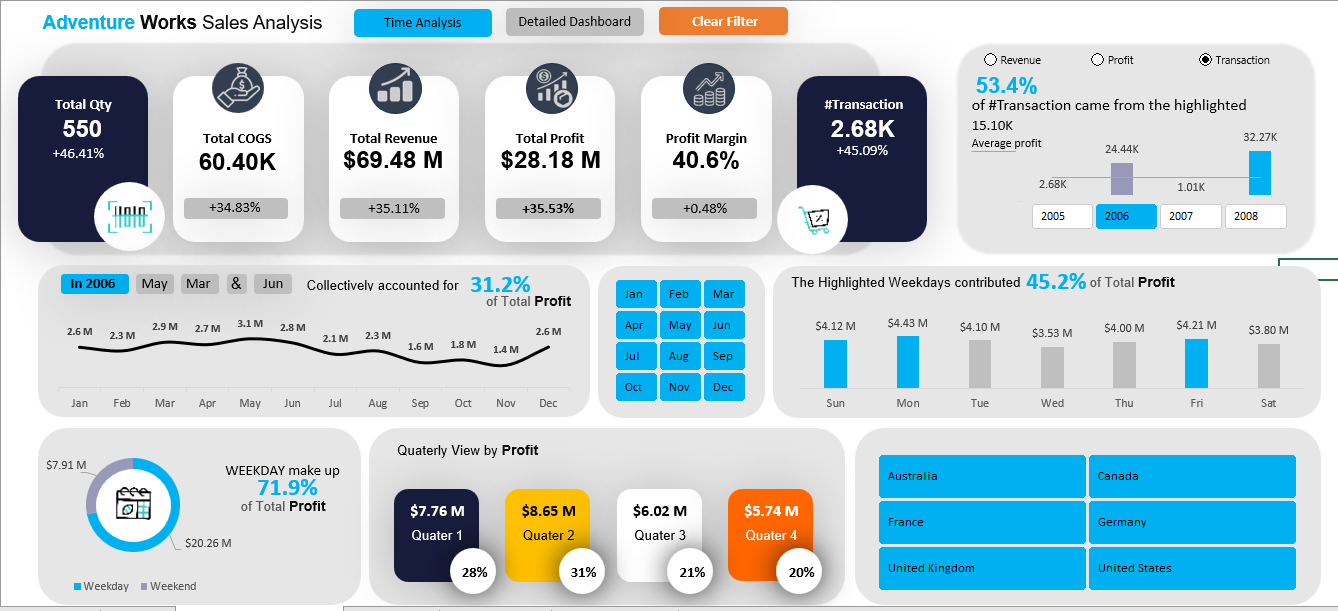 Adventure Works Sales Analysis
Time Analysis
Detailed Dashboard
Clear Filter
Total Qty
550
+46.41%
Total COGS
60.40K
+34.83%
Total Revenue
$69.48 M
+35.11%
Total Profit
$28.18 M
+35.53%
Profit Margin
40.6%
+0.48%
#Transaction
2.68K
+45.09%
Revenue
Profit
Transaction
53.4%
of #Transaction came from the highlighted
15.10K
Average profit
2.68K
24.44K
1.01K
32.27K
2005
2006
2007
2008
In 2006
May
Mar
&
Jun
Collectively accounted for
31.2%
of Total Profit
2.6 M
2.3 M
2.9 M
2.7 M
3.1 M
2.8 M
2.1 M
2.3 M
1.6 M
1.8 M
1.4 M
2.6 M
Jan
Feb
Mar
Apr
May
Jun
Jul
Aug
Sep
Oct
Nov
Dec
Jan
Feb
Mar
Apr
May
Jun
Jul
Aug
Sep
Oct
Nov
Dec
The Highlighted Weekdays contributed 45.2% of Total Profit
$4.12 M
$4.43 M
$4.10 M
$3.53 M
$4.00 M
$4.21 M
$3.80 M
Sun
Mon
Tue
Wed
Thu
Fri
Sat
$7.91 M
$20.26 M
Weekday
Weekend
WEEKDAY make up
71.9%
of Total Profit
Quaterly View by Profit
$7.76 M
Quater 1
28%
$8.65 M
Quater 2
31%
$6.02 M
Quater 3
21%
$5.74 M
Quater 4
20%
Australia
Canada
France
Germany
United Kingdom
United States